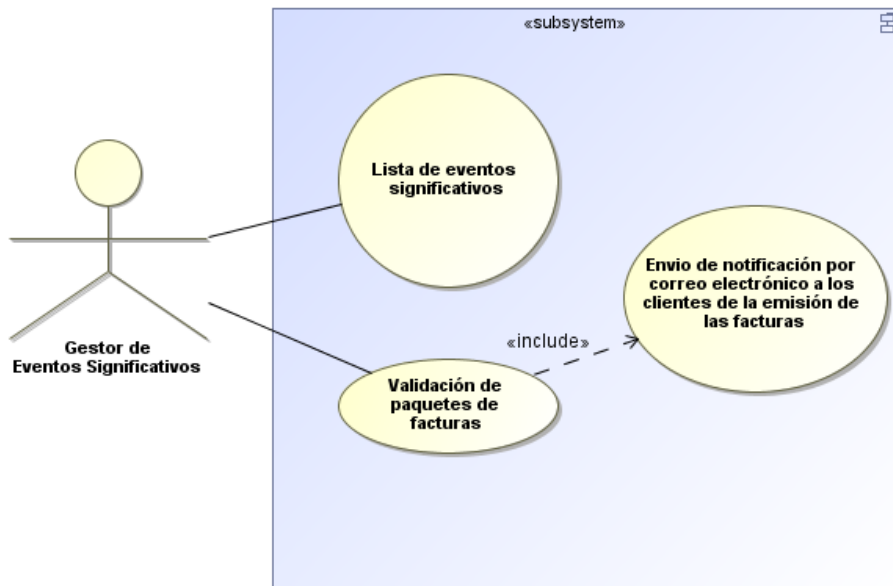 «subsystem»
Lista de eventos
significativos
Envio de notificación por
correo electrónico a los
clientes de la emisión de
las facturas
«include»
Gestor de
Eventos Significativos
Validación de
paquetes de
facturas